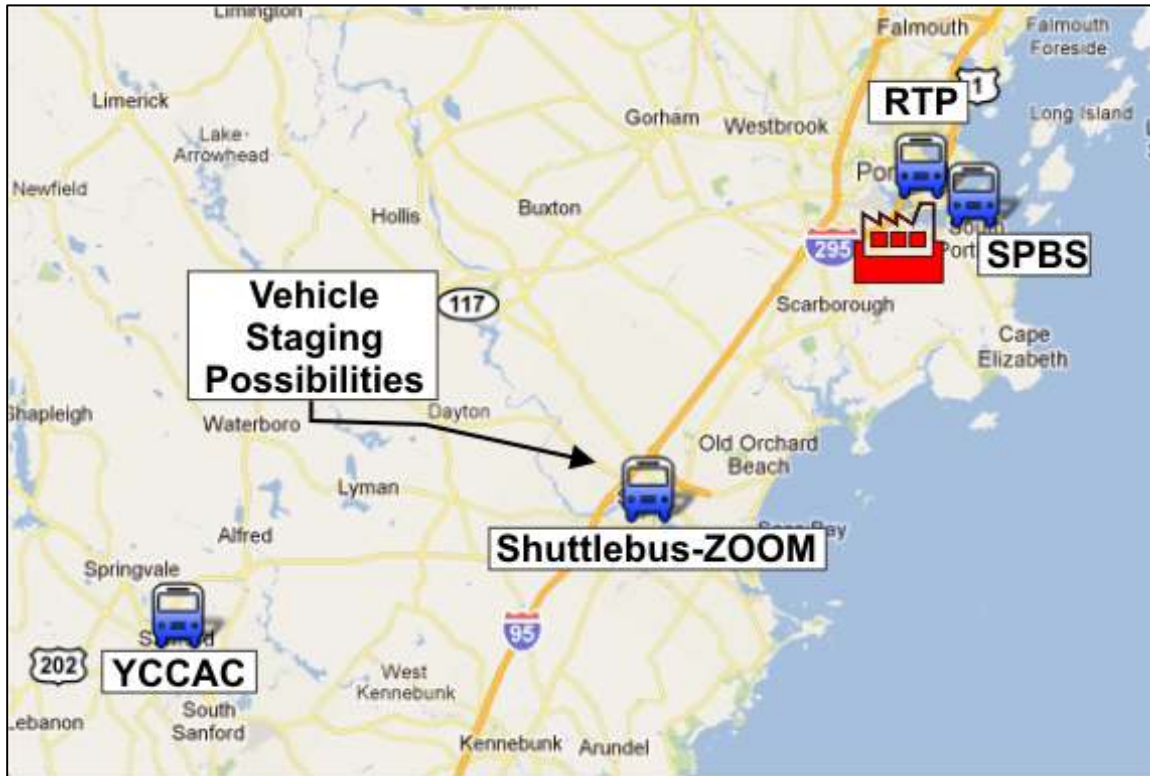 Limington
Falmouth
Falmouth
Foreside
Limerick
RTP
1
Long Island
Gorham
Westbrook
Lake
Arrowhead
Newfield
Hollis
Buxton
SPBS
295
Vehicle
Staging
Possibilities
117
Scarborough
Cape
Elizabeth
Shapleigh
Waterboro
Dayton
Old Orchard
Beach
Lyman
Alfred
Shuttlebus-ZOOM
Springvale
95
202
YCCAC
West
Kennebunk
South
Sanford
Lebanon
Kennebunk
Arundel